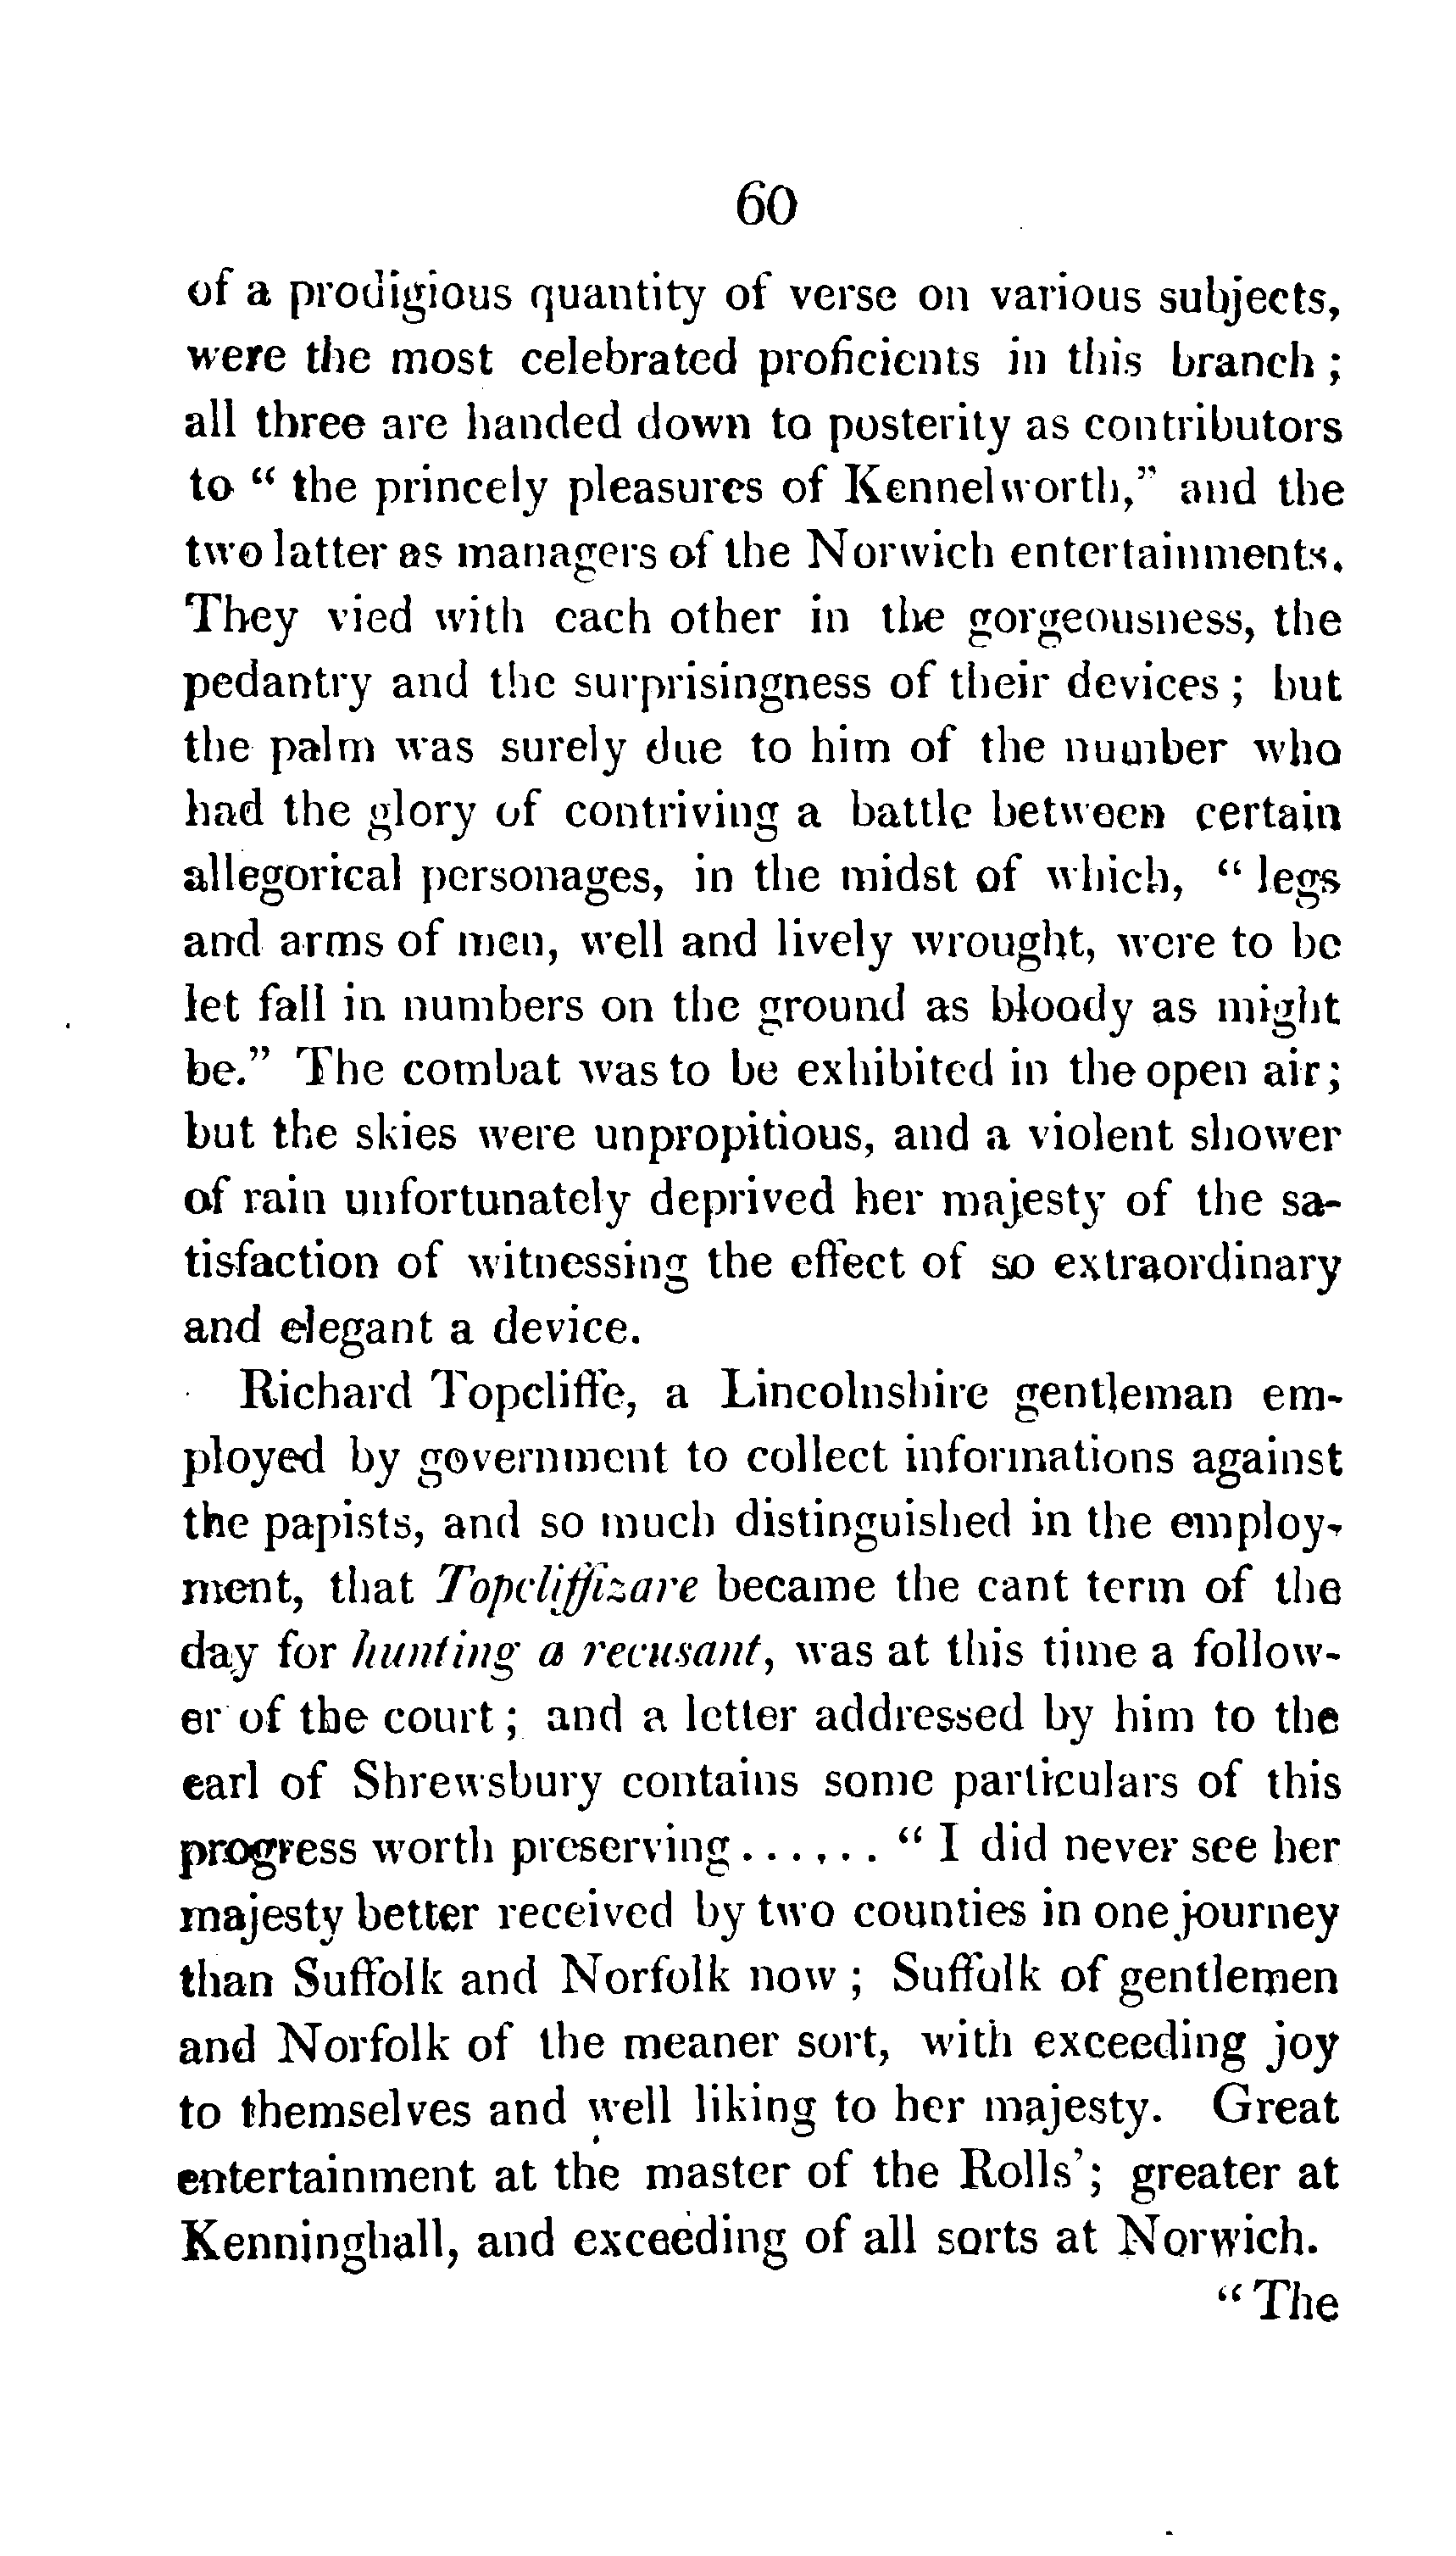 60
of a prodigious quantity of verse on various subjects,
were the most celebrated proficients in this branch ;
all three are handed down to posterity as contributors
to “ the princely pleasures of Kennelworth,” and the
two latter as managers of the Norwich entertainments.
They vied with each other in the gorgeousness, the
pedantry and the surprisingness of their devices ; but
the palm was surely due to him of the number who
had the glory of contriving a battle between certain
allegorical personages, in the midst of which, “ legs
and arms of men, well and lively wrought, were to be
let fall in numbers on the ground as bloody as might
be.” The combat was to be exhibited in the open air;
but the skies were unpropitious, and a violent shower
of rain unfortunately deprived her majesty of the sa-
tisfaction of witnessing the effect of so extraordinary
and elegant a device.
Richard Topcliffe, a Lincolnshire gentleman em-
ployed by government to collect informations against
the papists, and so much distinguished in the employ-
ment, that Topcliffizare became the cant term of the
day for hunting a recusant, was at this time a follow-
er of the court ; and a letter addressed by him to the
earl of Shrewsbury contains some particulars of this
progress worth preserving . . . . . . “ I did never see her
majesty better received by two counties in one journey
than Suffolk and Norfolk now ; Suffolk of gentlemen
and Norfolk of the meaner sort, with exceeding joy
to themselves and well liking to her majesty. Great
entertainment at the master of the Rolls’ ; greater at
Kenninghall, and exceeding of all sorts at Norwich.
“ The